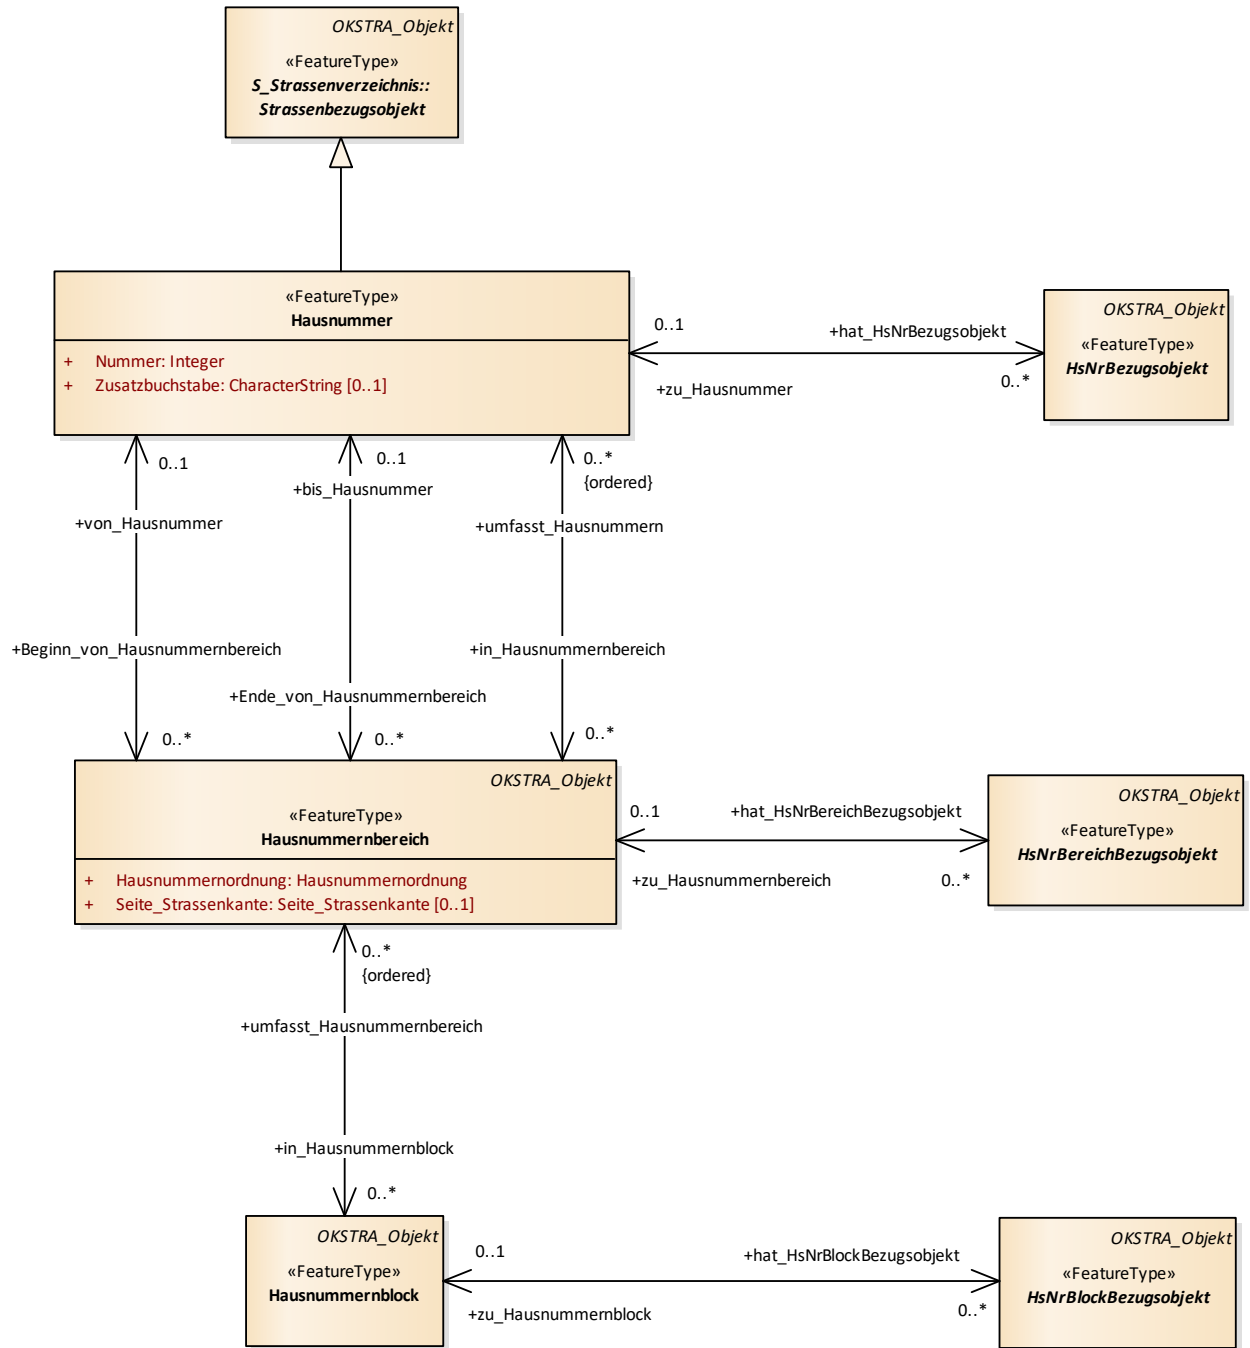 OKSTRA_Objekt
«FeatureType»
S_Strassenverzeichnis::
Strassenbezugsobjekt
«FeatureType»
Hausnummer
+ Nummer: Integer
+ Zusatzbuchstabe: CharacterString [0..1]
0..1
+hat_HsNrBezugsobjekt
+zu_Hausnummer
0..*
OKSTRA_Objekt
«FeatureType»
HsNrBezugsobjekt
0..1
+von_Hausnummer
0..1
+bis_Hausnummer
0..*
{ordered}
+umfasst_Hausnummern
+Beginn_von_Hausnummernbereich
0..*
+Ende_von_Hausnummernbereich
0..*
+in_Hausnummernbereich
0..*
OKSTRA_Objekt
«FeatureType»
Hausnummernbereich
+ Hausnummernordnung: Hausnummernordnung
+ Seite_Strassenkante: Seite_Strassenkante [0..1]
0..1
+hat_HsNrBereichBezugsobjekt
+zu_Hausnummernbereich
0..*
OKSTRA_Objekt
«FeatureType»
HsNrBereichBezugsobjekt
0..*
{ordered}
+umfasst_Hausnummernbereich
+in_Hausnummernblock
0..*
OKSTRA_Objekt
«FeatureType»
Hausnummernblock
0..1
+hat_HsNrBlockBezugsobjekt
+zu_Hausnummernblock
0..*
OKSTRA_Objekt
«FeatureType»
HsNrBlockBezugsobjekt